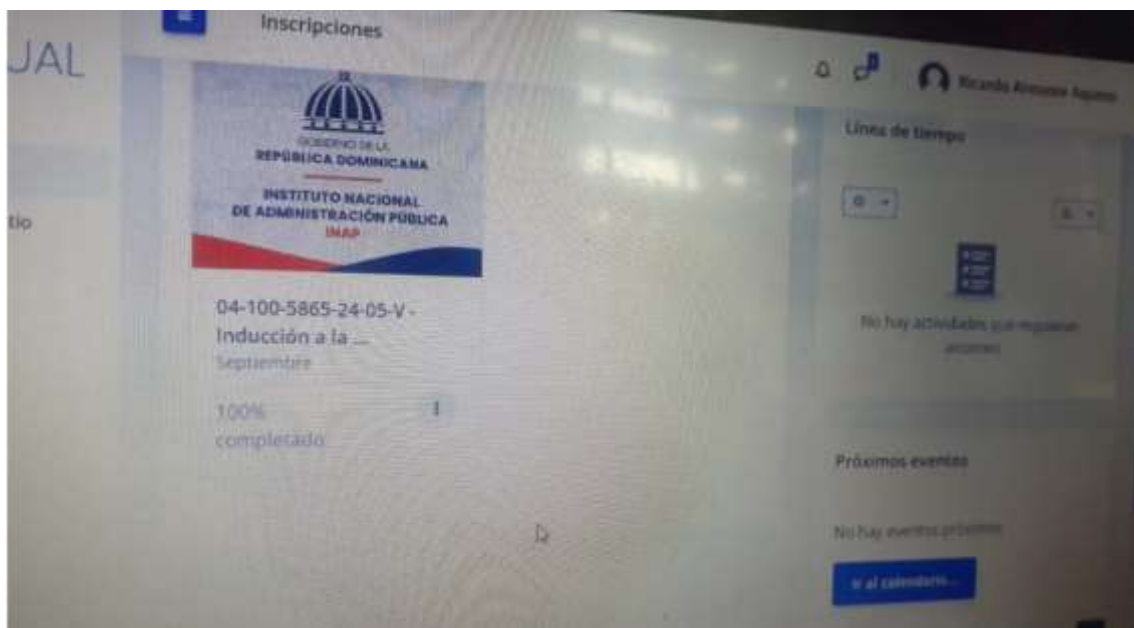 JAL
tio
Inscripciones
GOBIERNO DE LA
REPÚBLICA DOMINICANA
INSTITUTO NACIONAL
DE ADMINISTRACIÓN PÚBLICA
INAP
04-100-5865-24-05-V -
Inducción a la ...
Septiembre
100%
completado
Ricardo
Línea de tiempo
No hay actividades que requieran
acciones
Próximos eventos
No hay eventos próximos
Ir al calendario...